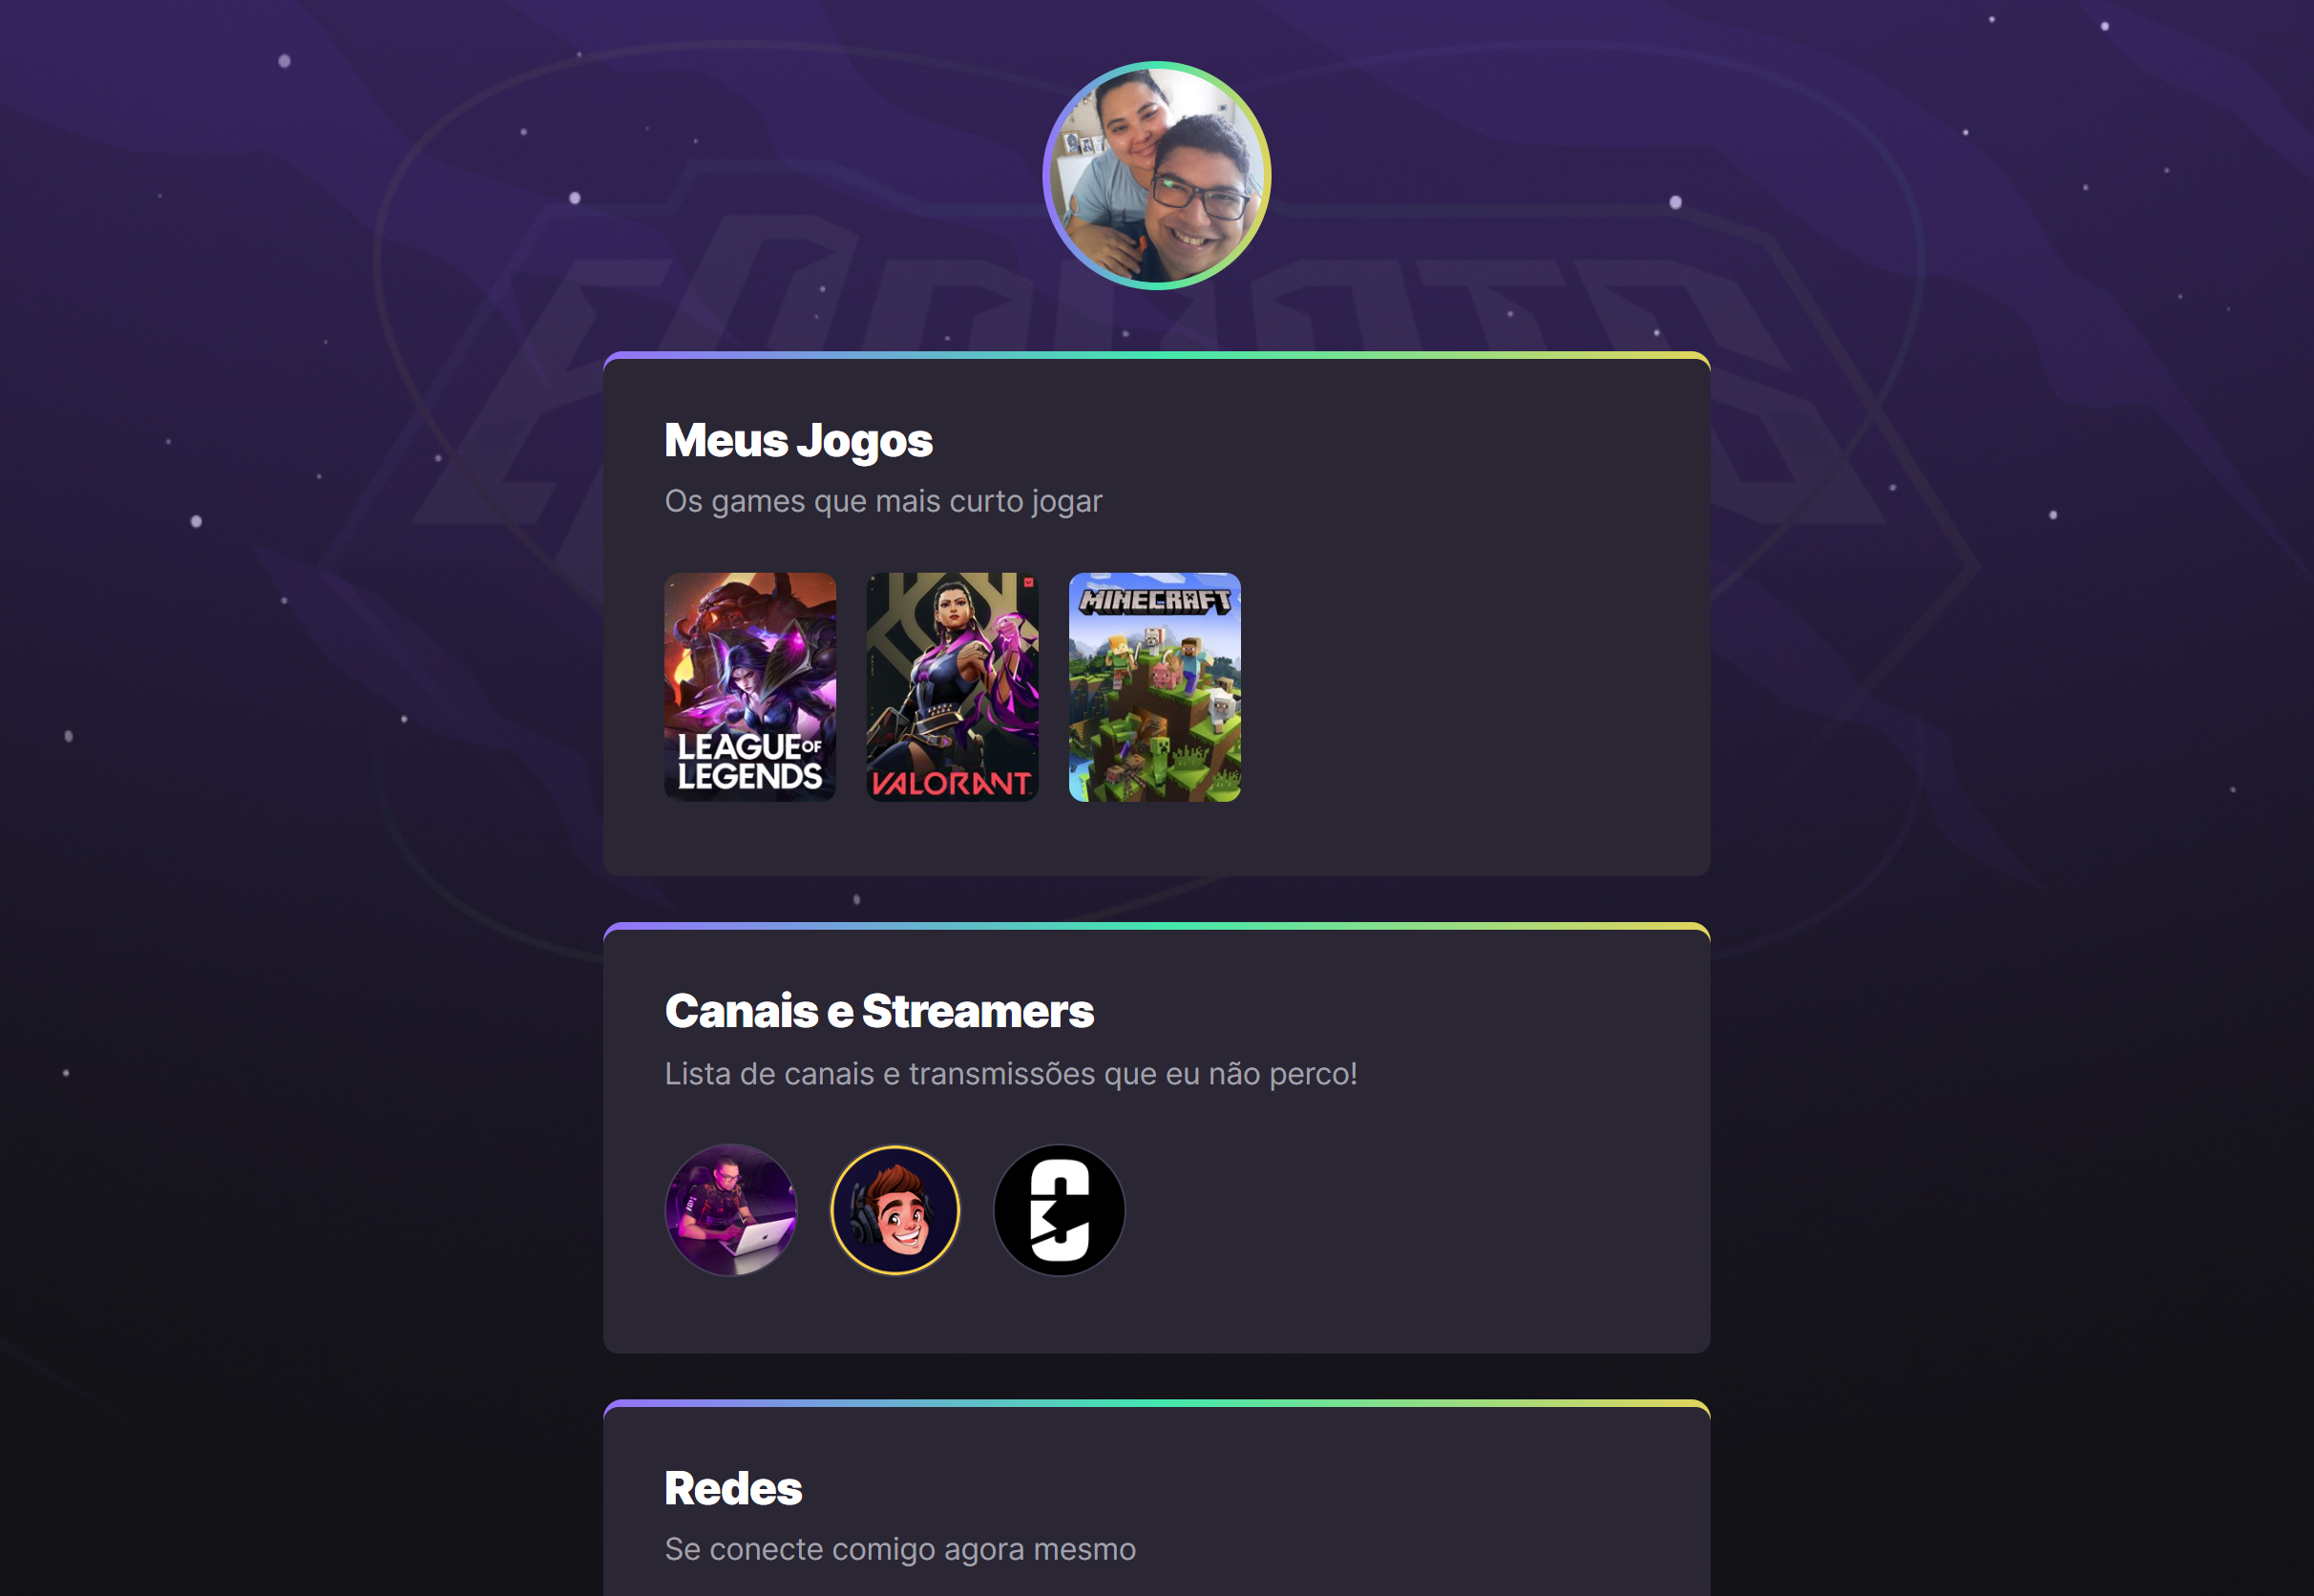 Meus Jogos
Os games que mais curto jogar
LEAGUE OF
LEGENDS
VALORANT
MINECRAFT
Canais e Streamers
Lista de canais e transmissões que eu não perco!
Redes
Se conecte comigo agora mesmo